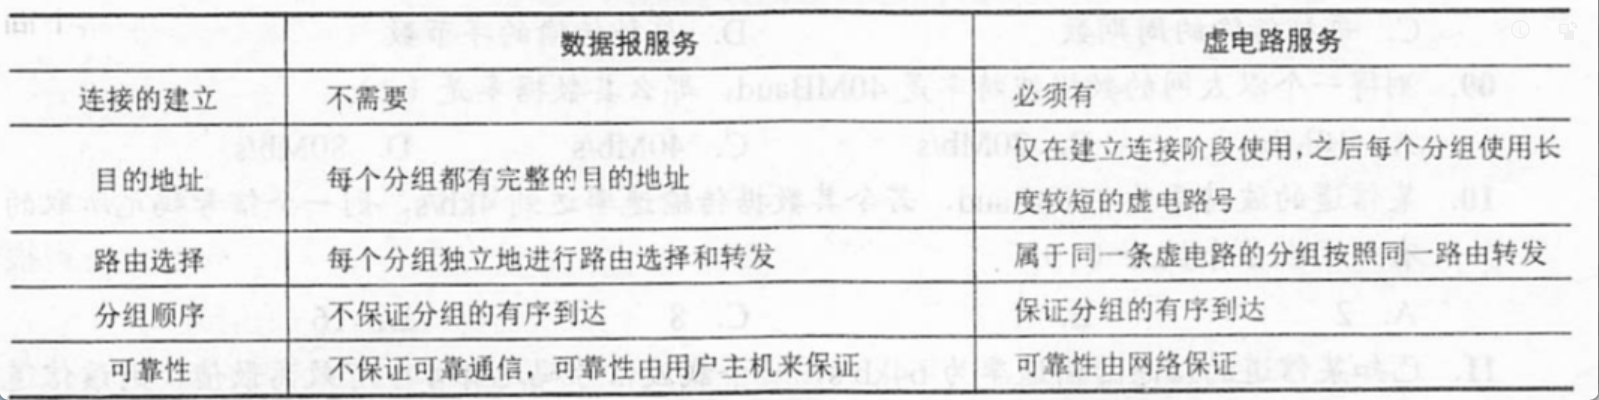 数据报服务 虚电路服务
连接的建立 不需要 必须有
目的地址 每个分组都有完整的目的地址 仅在建立连接阶段使用，之后每个分组使用长
度较短的虚电路号
路由选择 每个分组独立地进行路由选择和转发 属于同一条虚电路的分组按照同一路由转发
分组顺序 不保证分组的有序到达 保证分组的有序到达
可靠性 不保证可靠通信，可靠性由用户主机来保证 可靠性由网络保证